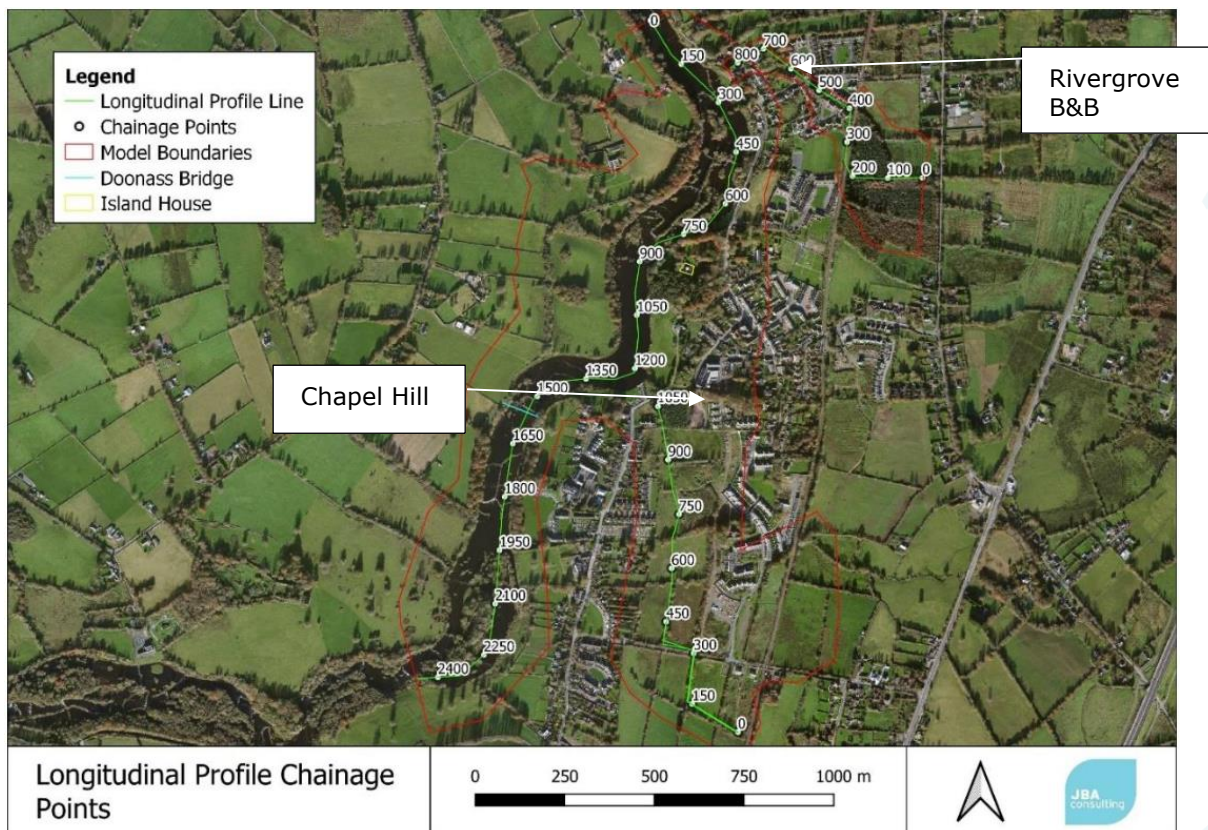 Legend
Longitudinal Profile Line
Chainage Points
Model Boundaries
Doonass Bridge
Island House
Rivergrove
B&B
Chapel Hill
0
150
300
450
600
750
900
1050
1200
1350
1500
1650
1800
1950
2100
2250
2400
800
700
600
500
400
300
200
100
0
1050
900
750
600
450
300
150
0
Longitudinal Profile Chainage
Points
0 250 500 750 1000 m
JBA
consulting